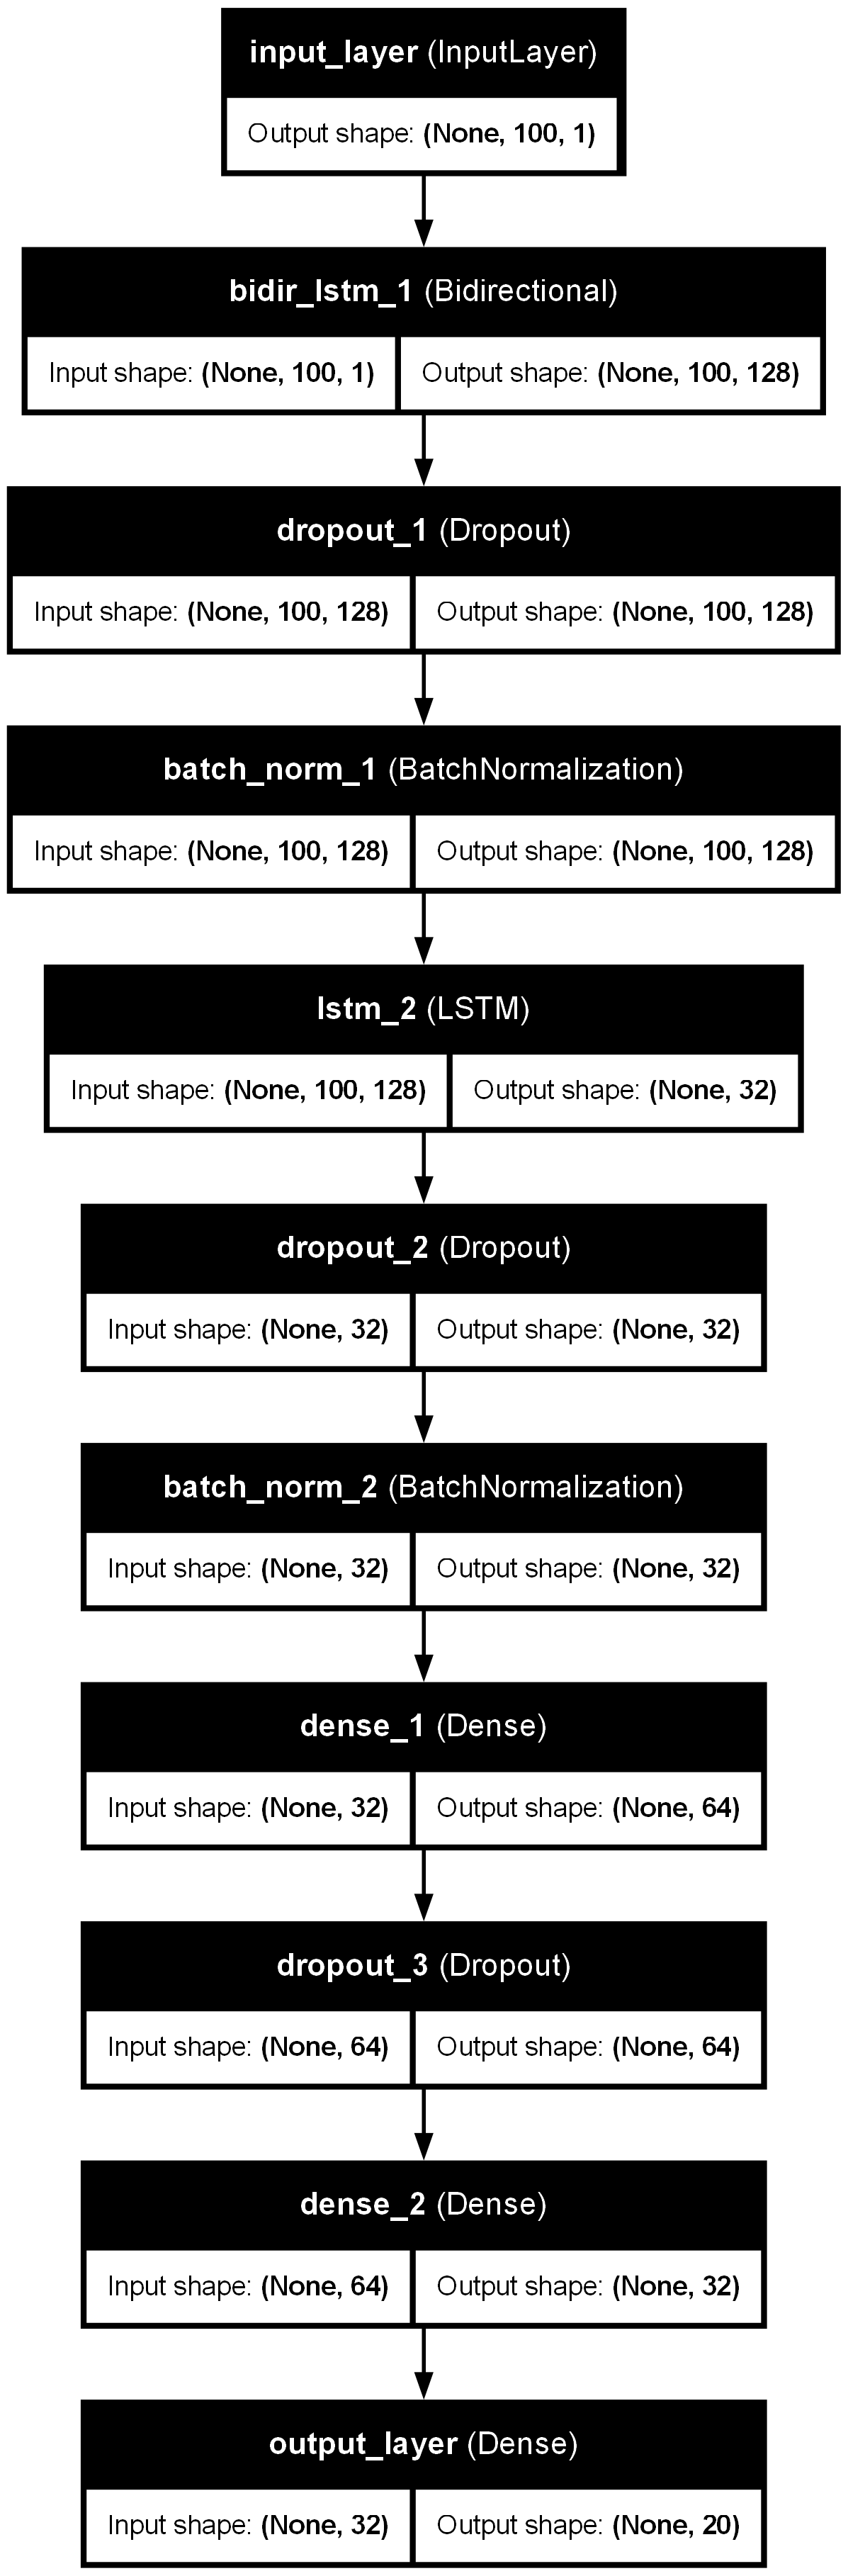 input_layer (InputLayer)
Output shape: (None, 100, 1)
bidir_lstm_1 (Bidirectional)
Input shape: (None, 100, 1) Output shape: (None, 100, 128)
dropout_1 (Dropout)
Input shape: (None, 100, 128) Output shape: (None, 100, 128)
batch_norm_1 (BatchNormalization)
Input shape: (None, 100, 128) Output shape: (None, 100, 128)
lstm_2 (LSTM)
Input shape: (None, 100, 128) Output shape: (None, 32)
dropout_2 (Dropout)
Input shape: (None, 32) Output shape: (None, 32)
batch_norm_2 (BatchNormalization)
Input shape: (None, 32) Output shape: (None, 32)
dense_1 (Dense)
Input shape: (None, 32) Output shape: (None, 64)
dropout_3 (Dropout)
Input shape: (None, 64) Output shape: (None, 64)
dense_2 (Dense)
Input shape: (None, 64) Output shape: (None, 32)
output_layer (Dense)
Input shape: (None, 32) Output shape: (None, 20)